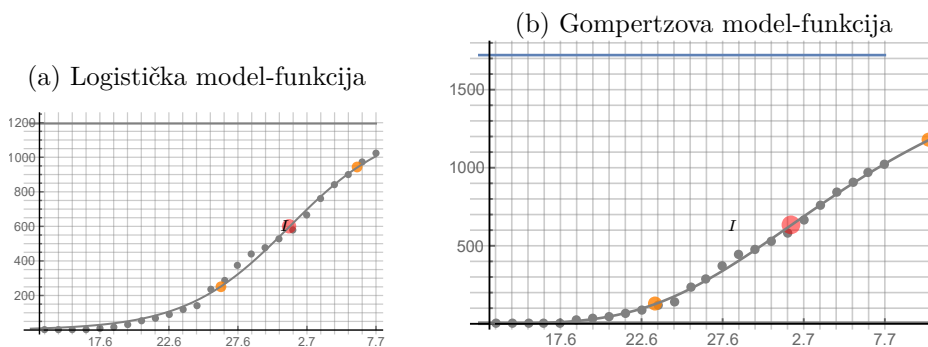 (a) Logistička model-funkcija
1200
1000
800
600
400
200
I
17.6 22.6 27.6 2.7 7.7
(b) Gompertzova model-funkcija
1500
1000
500
I
17.6 22.6 27.6 2.7 7.7